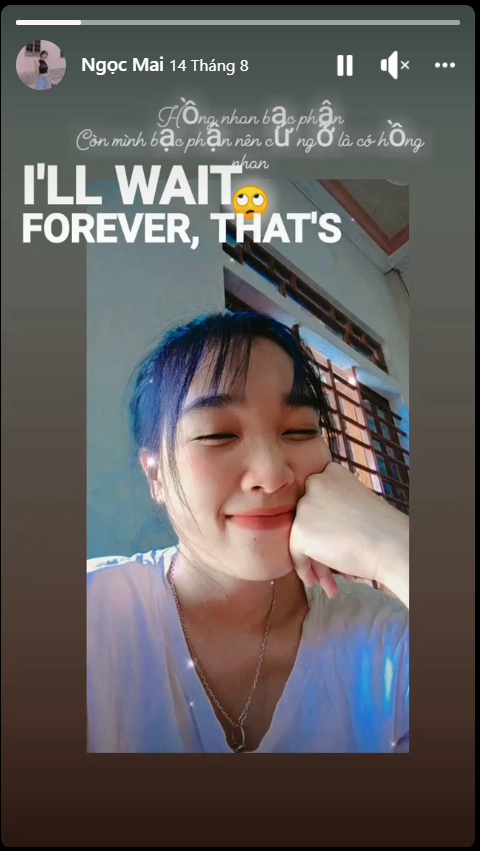 Ngọc Mai 14 Tháng 8
Hồng nhan bạc phận
Còn mình bạc phận nên cứ ngỡ là có hồng
nhan
I'LL WAIT
FOREVER, THAT'S